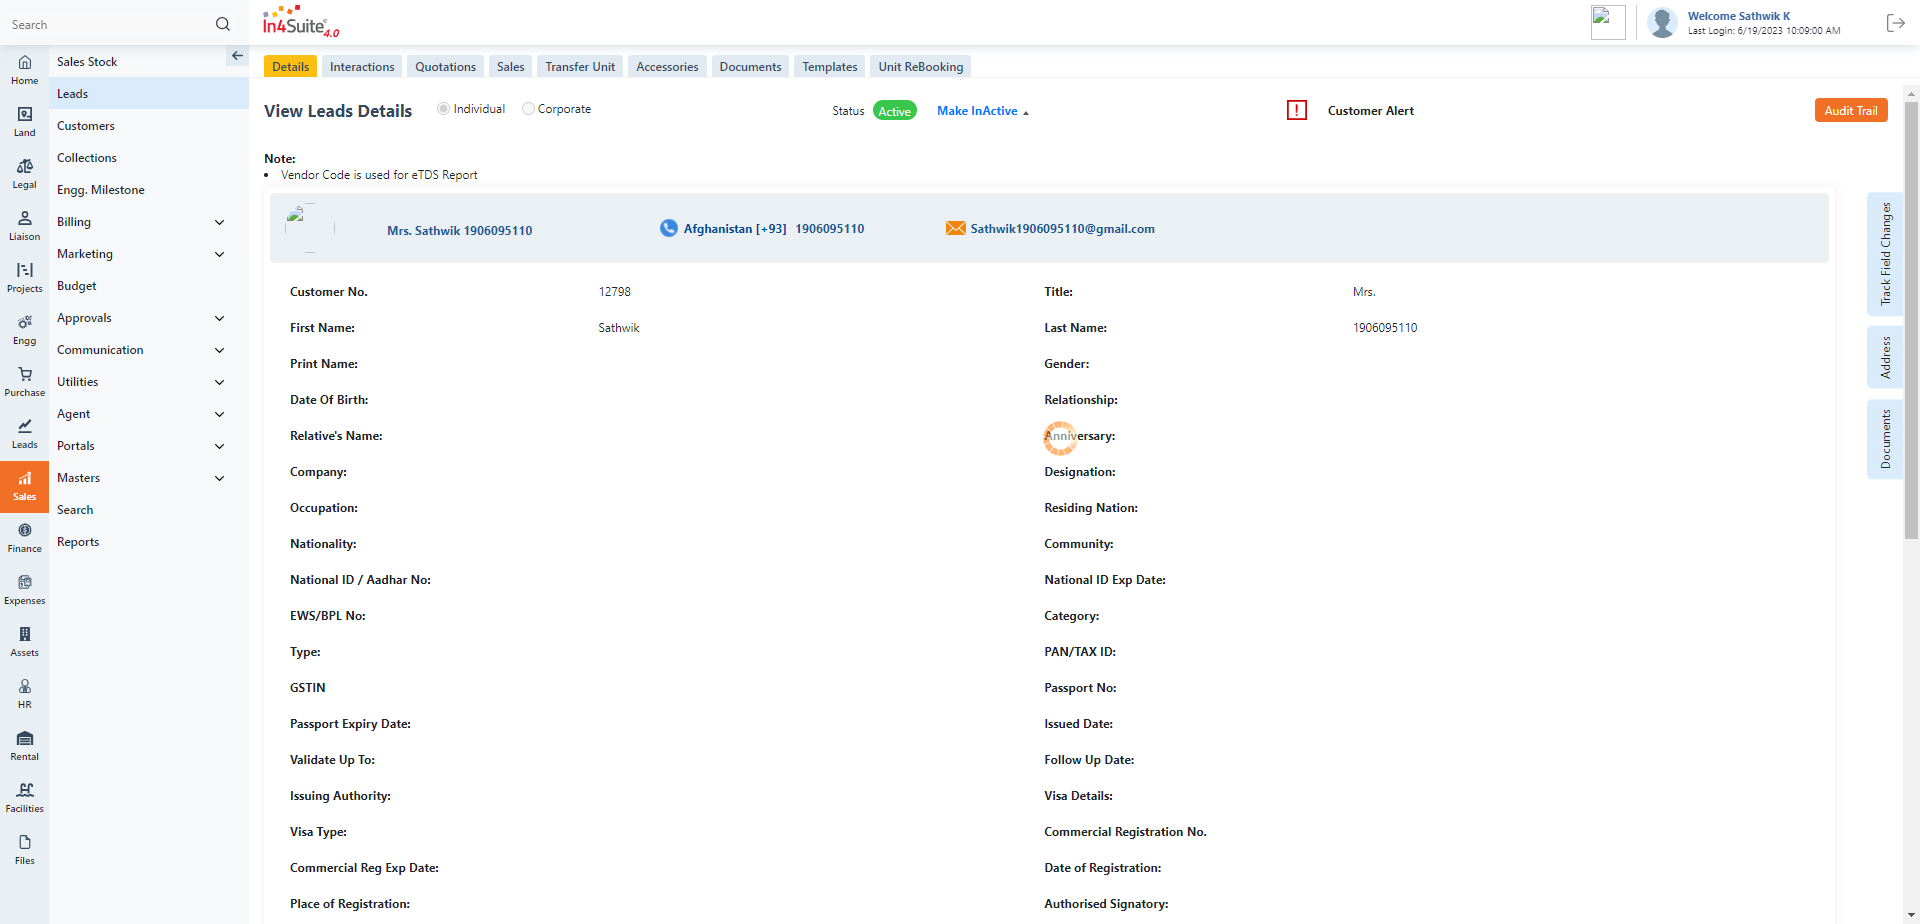 Search
In4Suite® 4.0
Welcome Sathwik K
Last Login: 6/19/2023 10:09:00 AM
Home
Land
Legal
Liaison
Projects
Engg
Purchase
Leads
Sales
Finance
Expenses
Assets
HR
Rental
Facilities
Files
Sales Stock
Leads
Customers
Collections
Engg. Milestone
Billing
Marketing
Budget
Approvals
Communication
Utilities
Agent
Portals
Masters
Search
Reports
Details Interactions Quotations Sales Transfer Unit Accessories Documents Templates Unit ReBooking
View Leads Details Individual Corporate Status Active Make InActive Customer Alert Audit Trail
Note:
• Vendor Code is used for eTDS Report
Mrs. Sathwik 1906095110 Afghanistan [+93] 1906095110 Sathwik1906095110@gmail.com
Customer No. 12798 Title: Mrs.
First Name: Sathwik Last Name: 1906095110
Print Name: Gender:
Date Of Birth: Relationship:
Relative's Name: Anniversary:
Company: Designation:
Occupation: Residing Nation:
Nationality: Community:
National ID / Aadhar No: National ID Exp Date:
EWS/BPL No: Category:
Type: PAN/TAX ID:
GSTIN Passport No:
Passport Expiry Date: Issued Date:
Validate Up To: Follow Up Date:
Issuing Authority: Visa Details:
Visa Type: Commercial Registration No.
Commercial Reg Exp Date: Date of Registration:
Place of Registration: Authorised Signatory:
Track Field Changes
Address
Documents